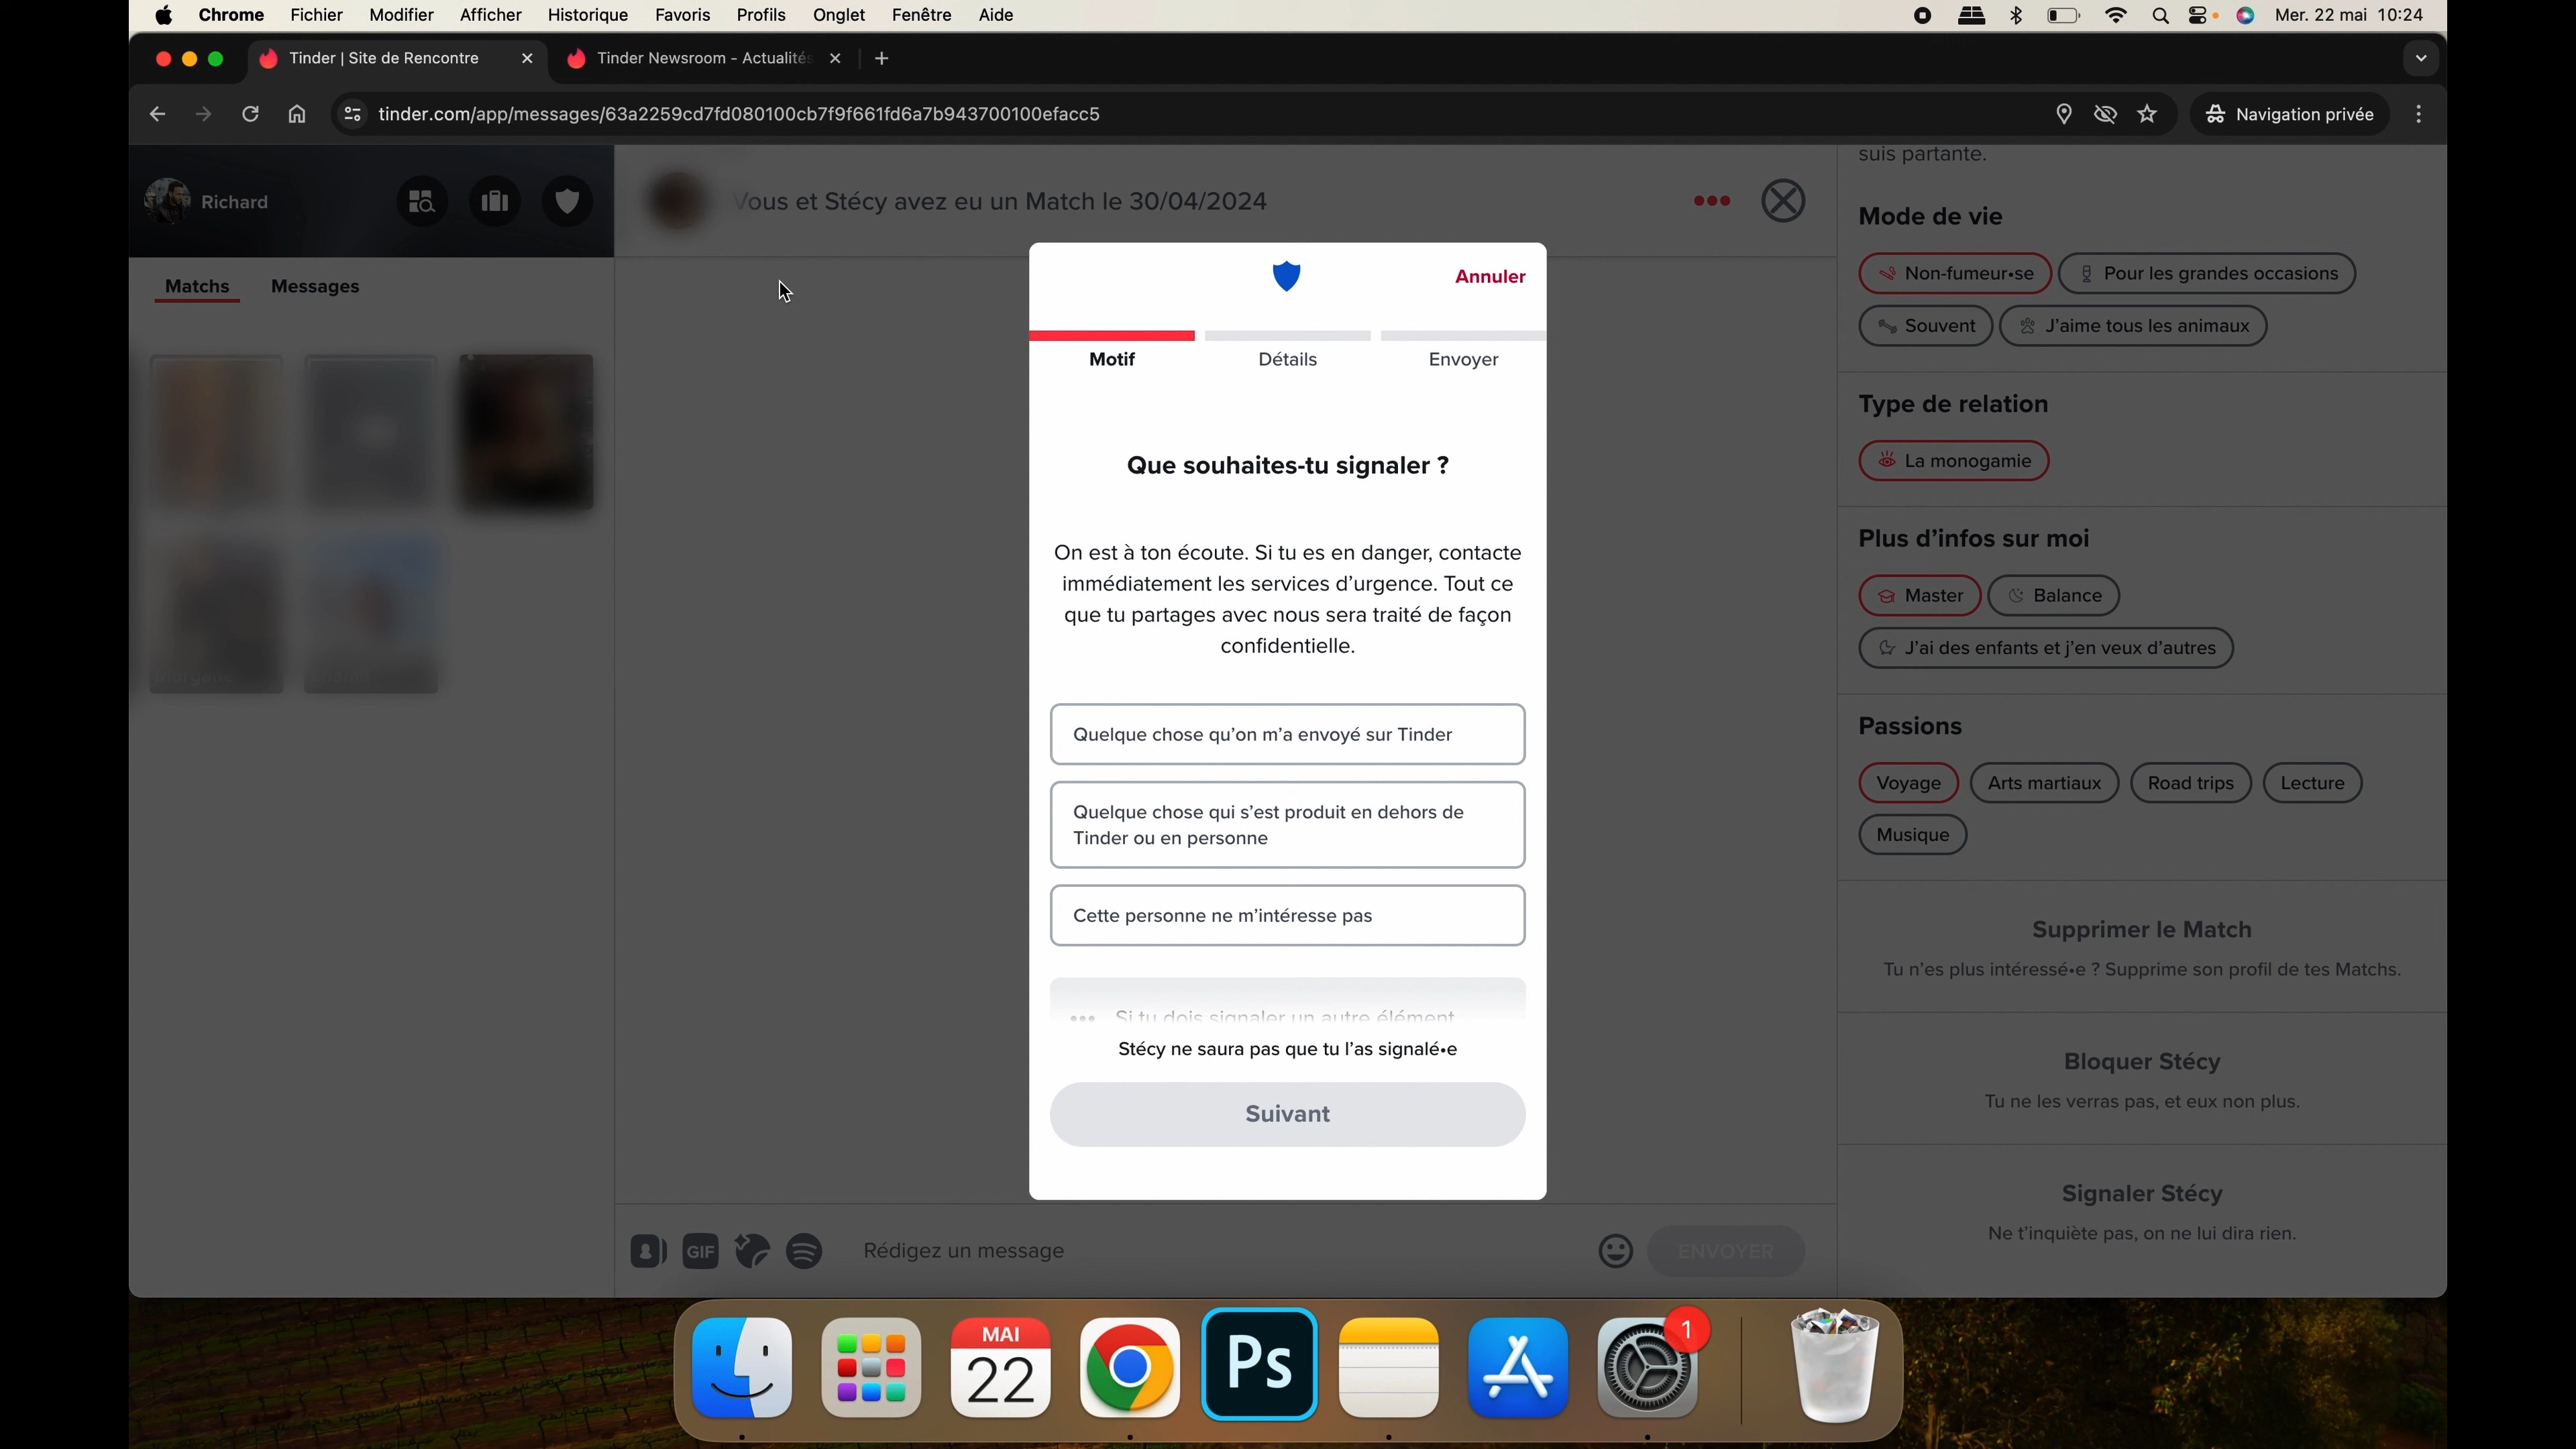 Chrome Fichier Modifier Afficher Historique Favoris Profils Onglet Fenêtre Aide Mer. 22 mai 10:24
Tinder | Site de Rencontre
Tinder Newsroom - Actualités
tinder.com/app/messages/63a2259cd7fd080100cb7f9f661fd6a7b943700100efacc5
Navigation privée
Richard
Matchs Messages
Vous et Stécy avez eu un Match le 30/04/2024
Annuler
Motif Détails Envoyer
Que souhaites-tu signaler ?
On est à ton écoute. Si tu es en danger, contacte
immédiatement les services d’urgence. Tout ce
que tu partages avec nous sera traité de façon
confidentielle.
Quelque chose qu’on m’a envoyé sur Tinder
Quelque chose qui s’est produit en dehors de
Tinder ou en personne
Cette personne ne m’intéresse pas
Si tu dois signaler un autre élément
Stécy ne saura pas que tu l’as signalé•e
Suivant
GIF
Rédigez un message
ENVOYER
suis partante.
Mode de vie
Non-fumeur•se Pour les grandes occasions
Souvent J’aime tous les animaux
Type de relation
La monogamie
Plus d’infos sur moi
Master Balance
J’ai des enfants et j’en veux d’autres
Passions
Voyage Arts martiaux Road trips Lecture
Musique
Supprimer le Match
Tu n’es plus intéressé•e ? Supprime son profil de tes Matchs.
Bloquer Stécy
Tu ne les verras pas, et eux non plus.
Signaler Stécy
Ne t’inquiète pas, on ne lui dira rien.
MAI
22
Ps
1